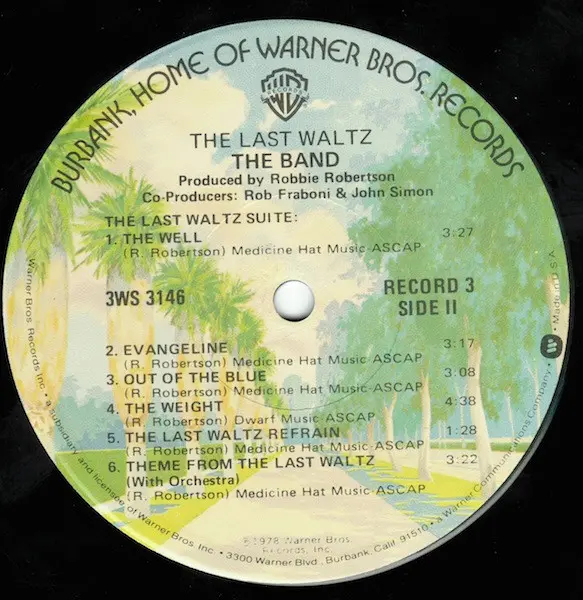 BURBANK, HOME OF WARNER BROS. RECORDS
THE LAST WALTZ
THE BAND
Produced by Robbie Robertson
Co-Producers: Rob Fraboni & John Simon
THE LAST WALTZ SUITE:
1. THE WELL 3:27
(R. Robertson) Medicine Hat Music-ASCAP
3WS 3146
RECORD 3
SIDE II
2. EVANGELINE 3:17
(R. Robertson) Medicine Hat Music-ASCAP
3. OUT OF THE BLUE 3:08
(R. Robertson) Medicine Hat Music-ASCAP
4. THE WEIGHT 4:38
(R. Robertson) Dwarf Music-ASCAP
5. THE LAST WALTZ REFRAIN 1:28
(R. Robertson) Medicine Hat Music-ASCAP
6. THEME FROM THE LAST WALTZ 3:22
(With Orchestra)
(R. Robertson) Medicine Hat Music-ASCAP
©1978 Warner Bros.
Records, Inc.
Warner Bros. Records Inc. • a subsidiary and licensee of Warner Bros. Inc. • 3300 Warner Blvd., Burbank, Calif. 91510 • a Warner Communications Company • Made in U.S.A.